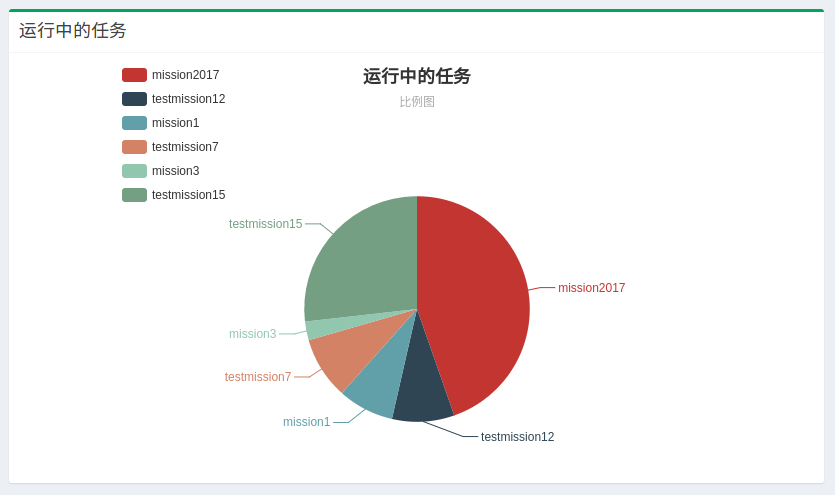 运行中的任务
mission2017
testmission12
mission1
testmission7
mission3
testmission15
运行中的任务
比例图
testmission15
mission2017
mission3
testmission7
mission1
testmission12